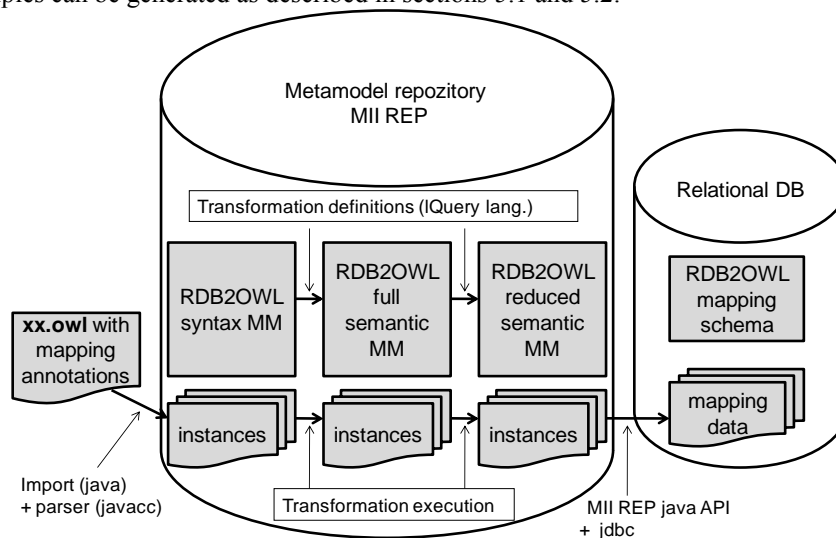 ples can be generated as described in sections 5.1 and 5.2.
Metamodel repozitory
MII REP
Relational DB
Transformation definitions (lQuery lang.)
RDB2OWL
syntax MM
RDB2OWL
full
semantic
MM
RDB2OWL
reduced
semantic
MM
RDB2OWL
mapping
schema
xx.owl with
mapping
annotations
instances
instances
instances
mapping
data
Import (java)
+ parser (javacc)
Transformation execution
MII REP java API
+ jdbc